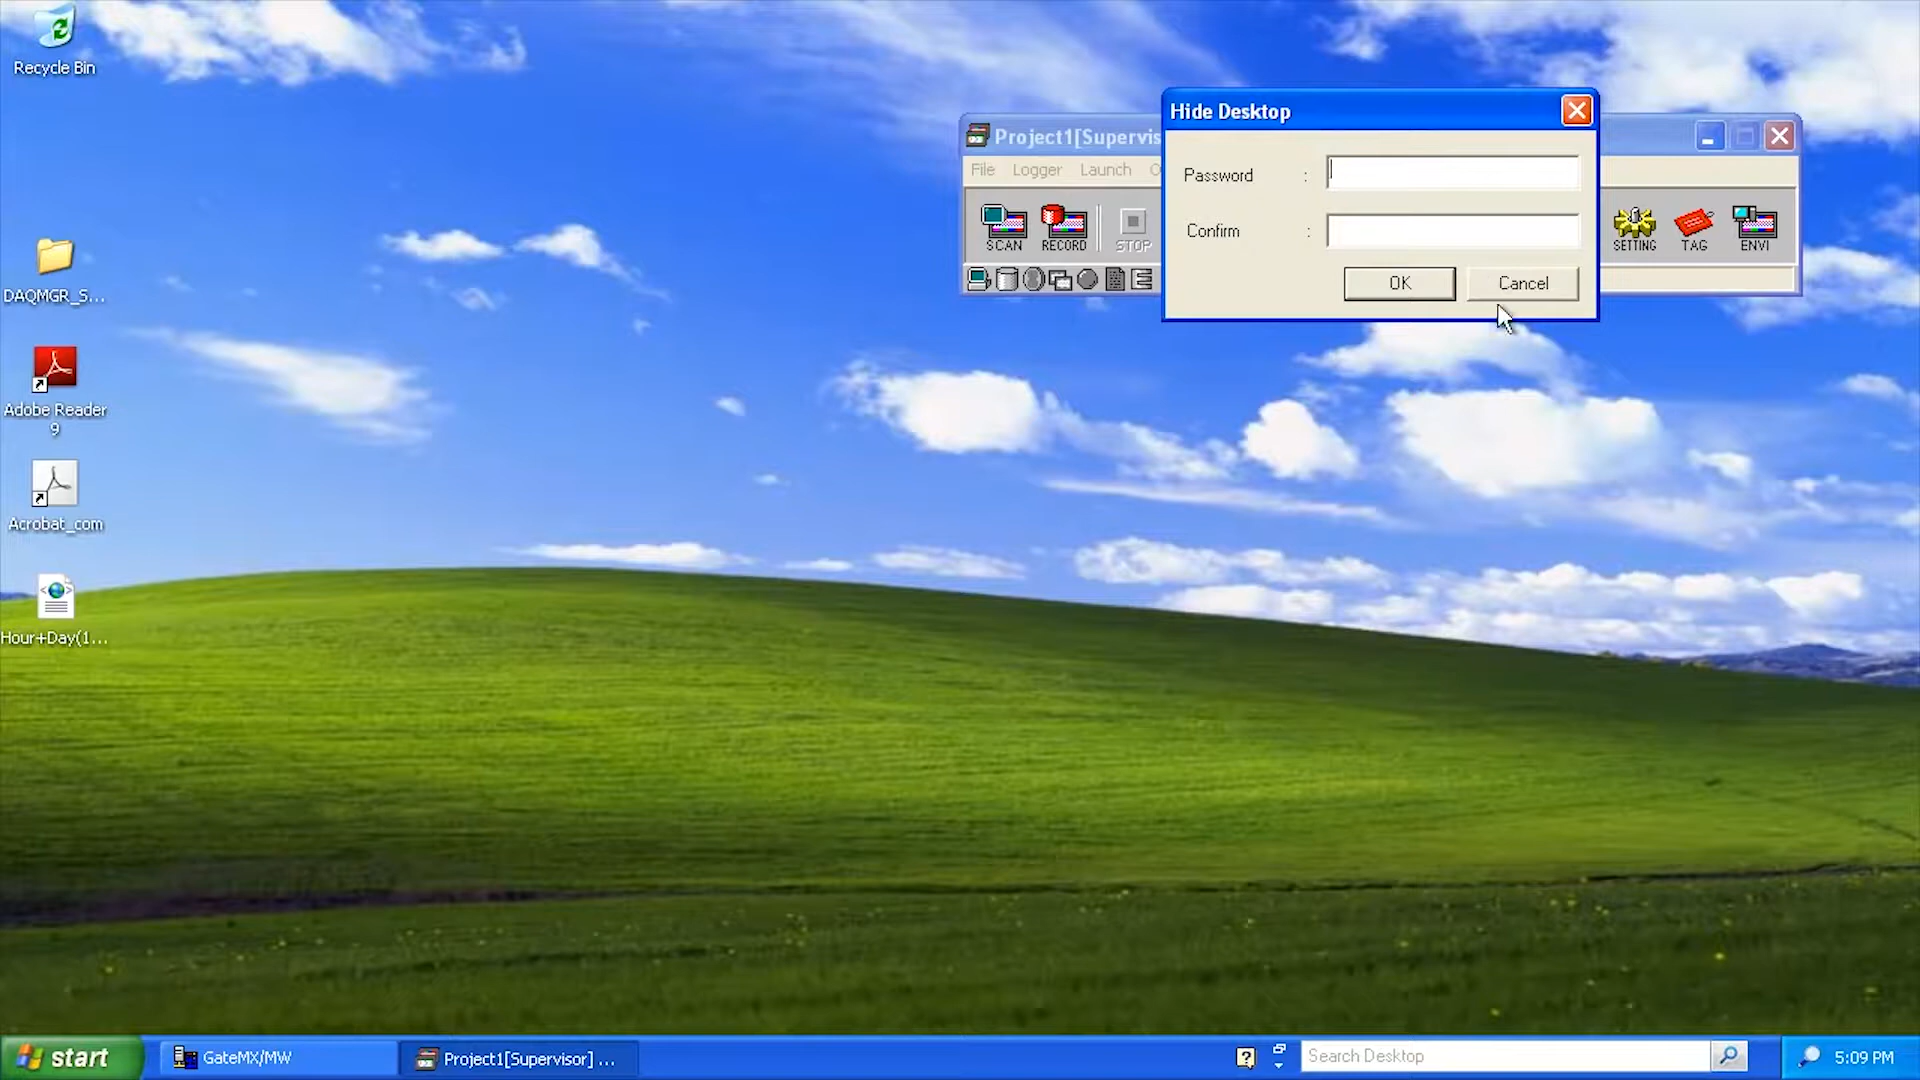 Recycle Bin
DAQMGR_S...
Adobe Reader
9
Acrobat_com
Hour+Day(1...
Project1[Supervis
File Logger Launch O
SCAN RECORD STOP
SETTING TAG ENVI
Hide Desktop
Password :
Confirm :
OK Cancel
start
GateMX/MW
Project1[Supervisor] ...
Search Desktop
5:09 PM